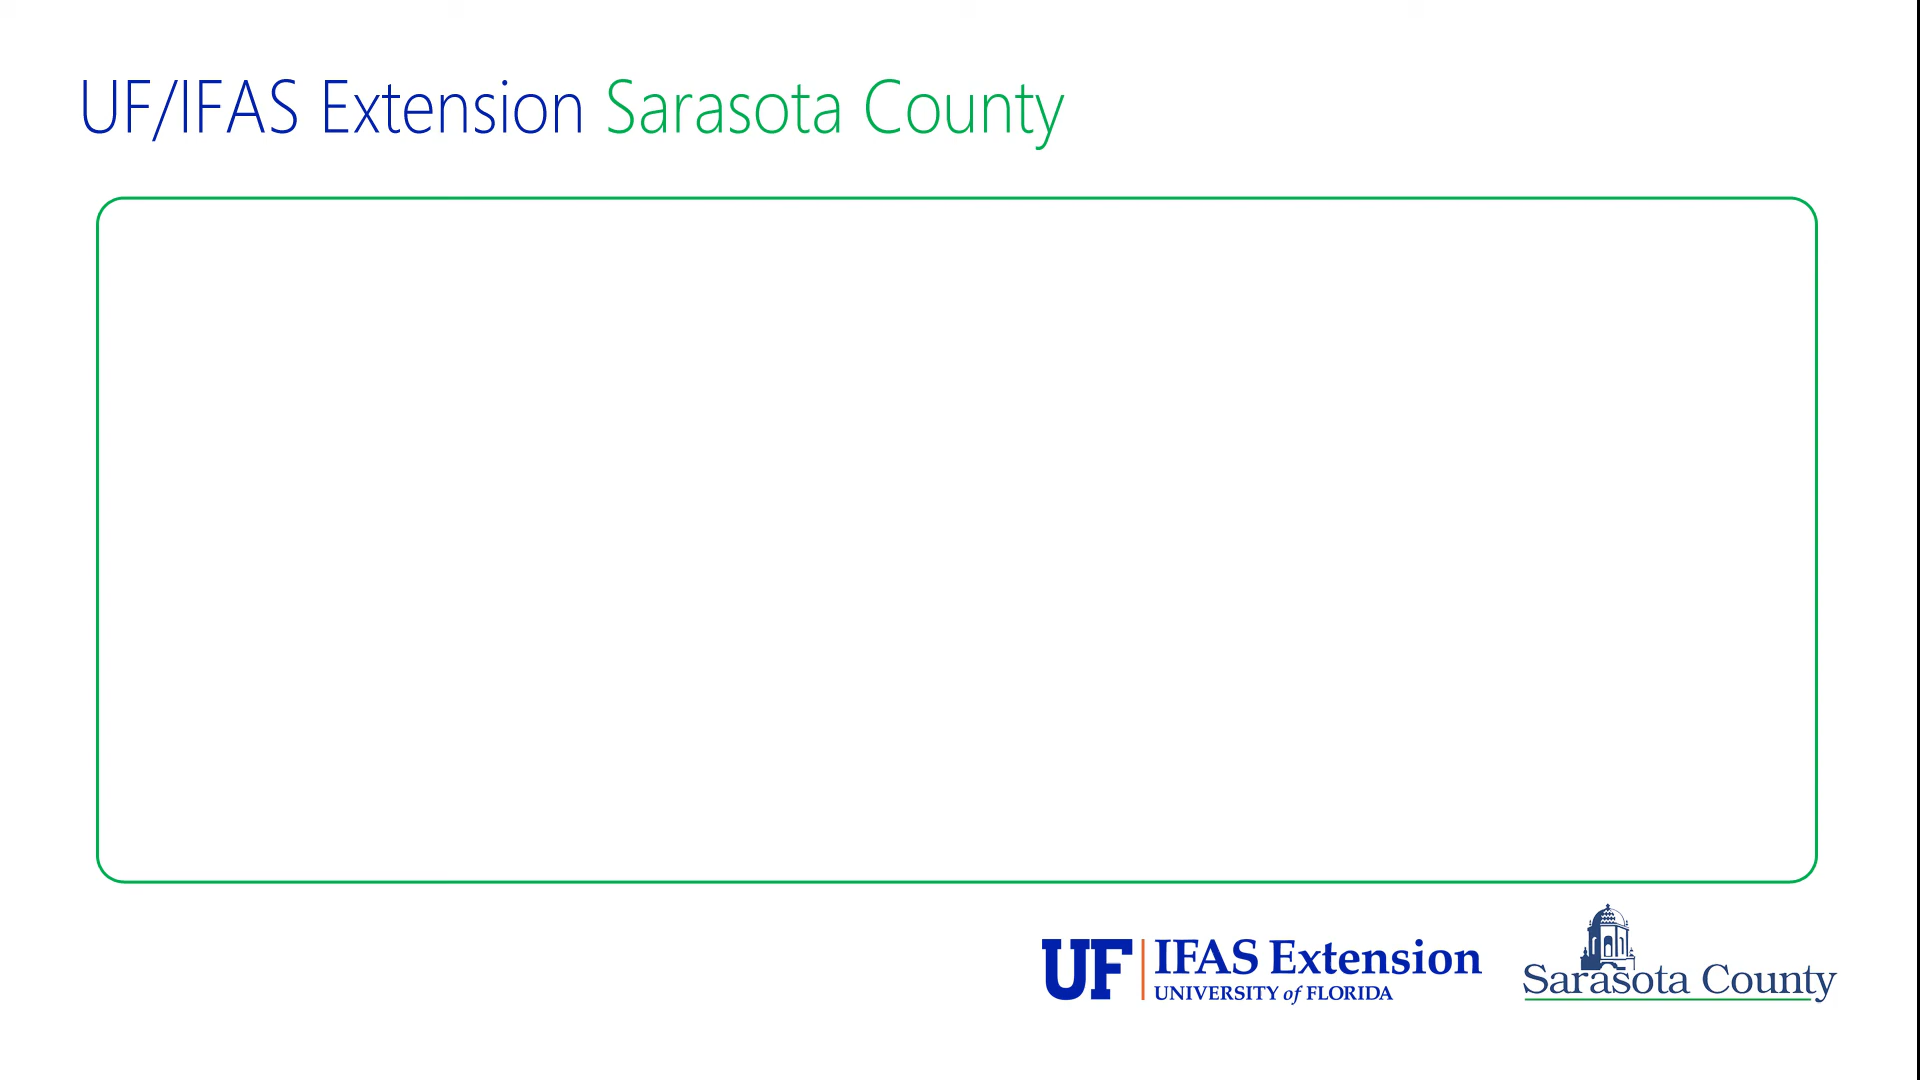 UF/IFAS Extension Sarasota County
UF IFAS Extension
UNIVERSITY of FLORIDA
Sarasota County